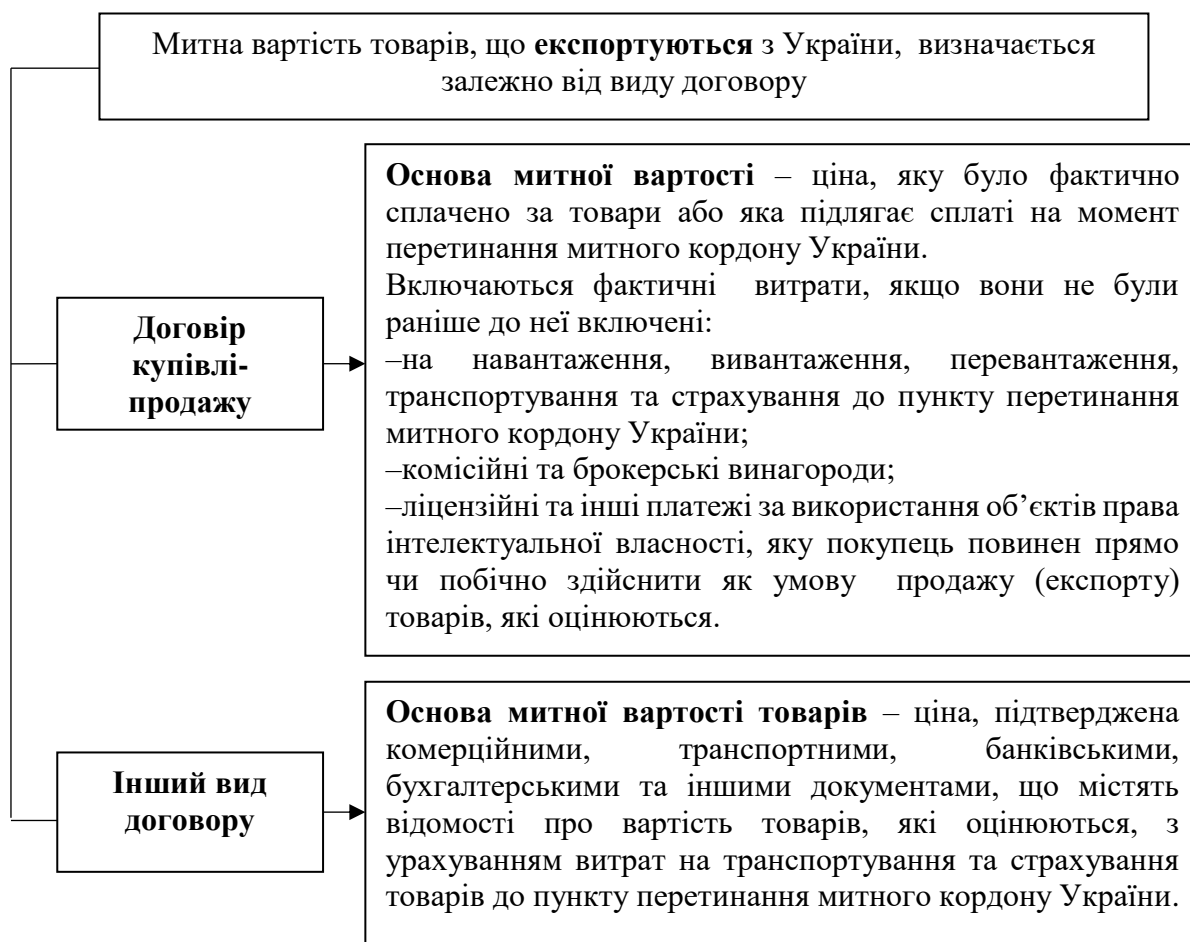 Митна вартість товарів, що експортуються з України, визначається
залежно від виду договору
Основа митної вартості – ціна, яку було фактично
сплачено за товари або яка підлягає сплаті на момент
перетинання митного кордону України.
Включаються фактичні витрати, якщо вони не були
раніше до неї включені:
–на навантаження, вивантаження, перевантаження,
транспортування та страхування до пункту перетинання
митного кордону України;
–комісійні та брокерські винагороди;
–ліцензійні та інші платежі за використання об’єктів права
інтелектуальної власності, яку покупець повинен прямо
чи побічно здійснити як умову продажу (експорту)
товарів, які оцінюються.
Договір
купівлі-
продажу
Основа митної вартості товарів – ціна, підтверджена
комерційними, транспортними, банківськими,
бухгалтерськими та іншими документами, що містять
відомості про вартість товарів, які оцінюються, з
урахуванням витрат на транспортування та страхування
товарів до пункту перетинання митного кордону України.
Інший вид
договору